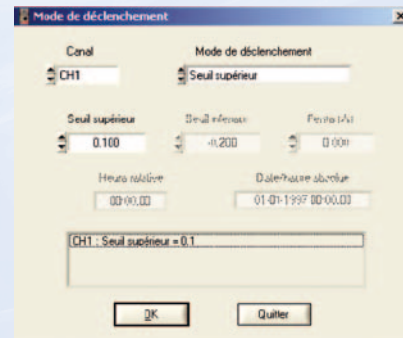 Mode de déclenchement
Canal Mode de déclenchement
CH1 Seuil supérieur
Seuil supérieur Seuil inférieur Pente (/s)
0.100 -0.200 0.000
Heure relative Date/heure absolue
00:00.00 01-01-1997 00:00.00
CH1 : Seuil supérieur = 0.1
OK Quitter